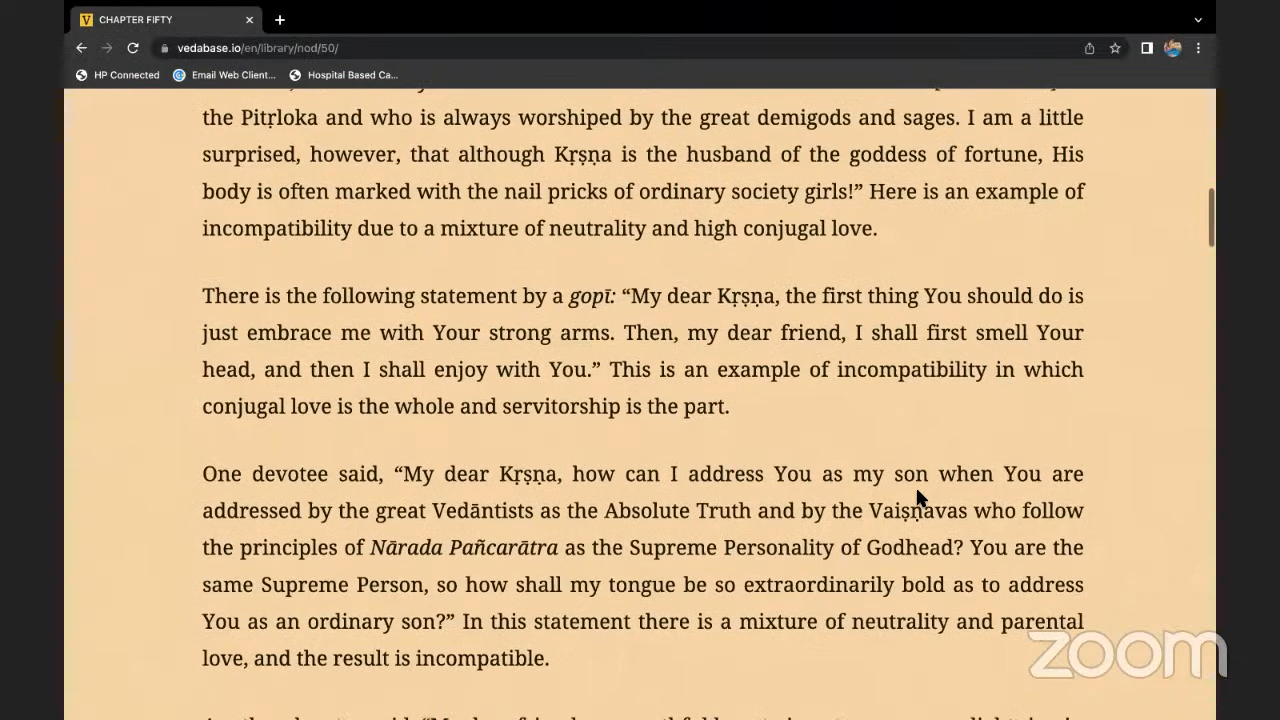 CHAPTER FIFTY
vedabase.io/en/library/nod/50/
HP Connected Email Web Client... Hospital Based Ca...
the Pitṛloka and who is always worshiped by the great demigods and sages. I am a little
surprised, however, that although Kṛṣṇa is the husband of the goddess of fortune, His
body is often marked with the nail pricks of ordinary society girls!” Here is an example of
incompatibility due to a mixture of neutrality and high conjugal love.
There is the following statement by a gopī: “My dear Kṛṣṇa, the first thing You should do is
just embrace me with Your strong arms. Then, my dear friend, I shall first smell Your
head, and then I shall enjoy with You.” This is an example of incompatibility in which
conjugal love is the whole and servitorship is the part.
One devotee said, “My dear Kṛṣṇa, how can I address You as my son when You are
addressed by the great Vedāntists as the Absolute Truth and by the Vaiṣṇavas who follow
the principles of Nārada Pañcarātra as the Supreme Personality of Godhead? You are the
same Supreme Person, so how shall my tongue be so extraordinarily bold as to address
You as an ordinary son?” In this statement there is a mixture of neutrality and parental
love, and the result is incompatible.
zoom